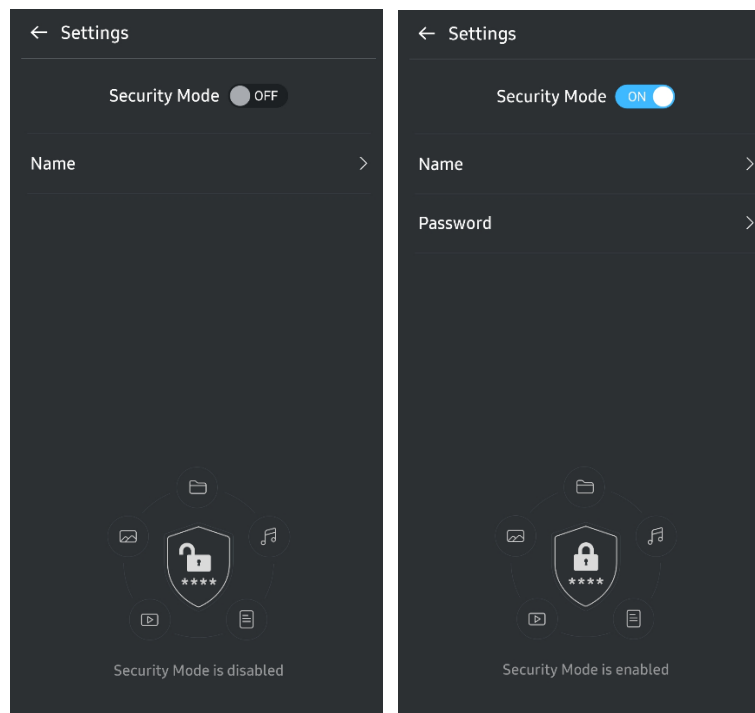 Settings
Security Mode OFF
Name
****
Security Mode is disabled
Settings
Security Mode ON
Name
Password
****
Security Mode is enabled